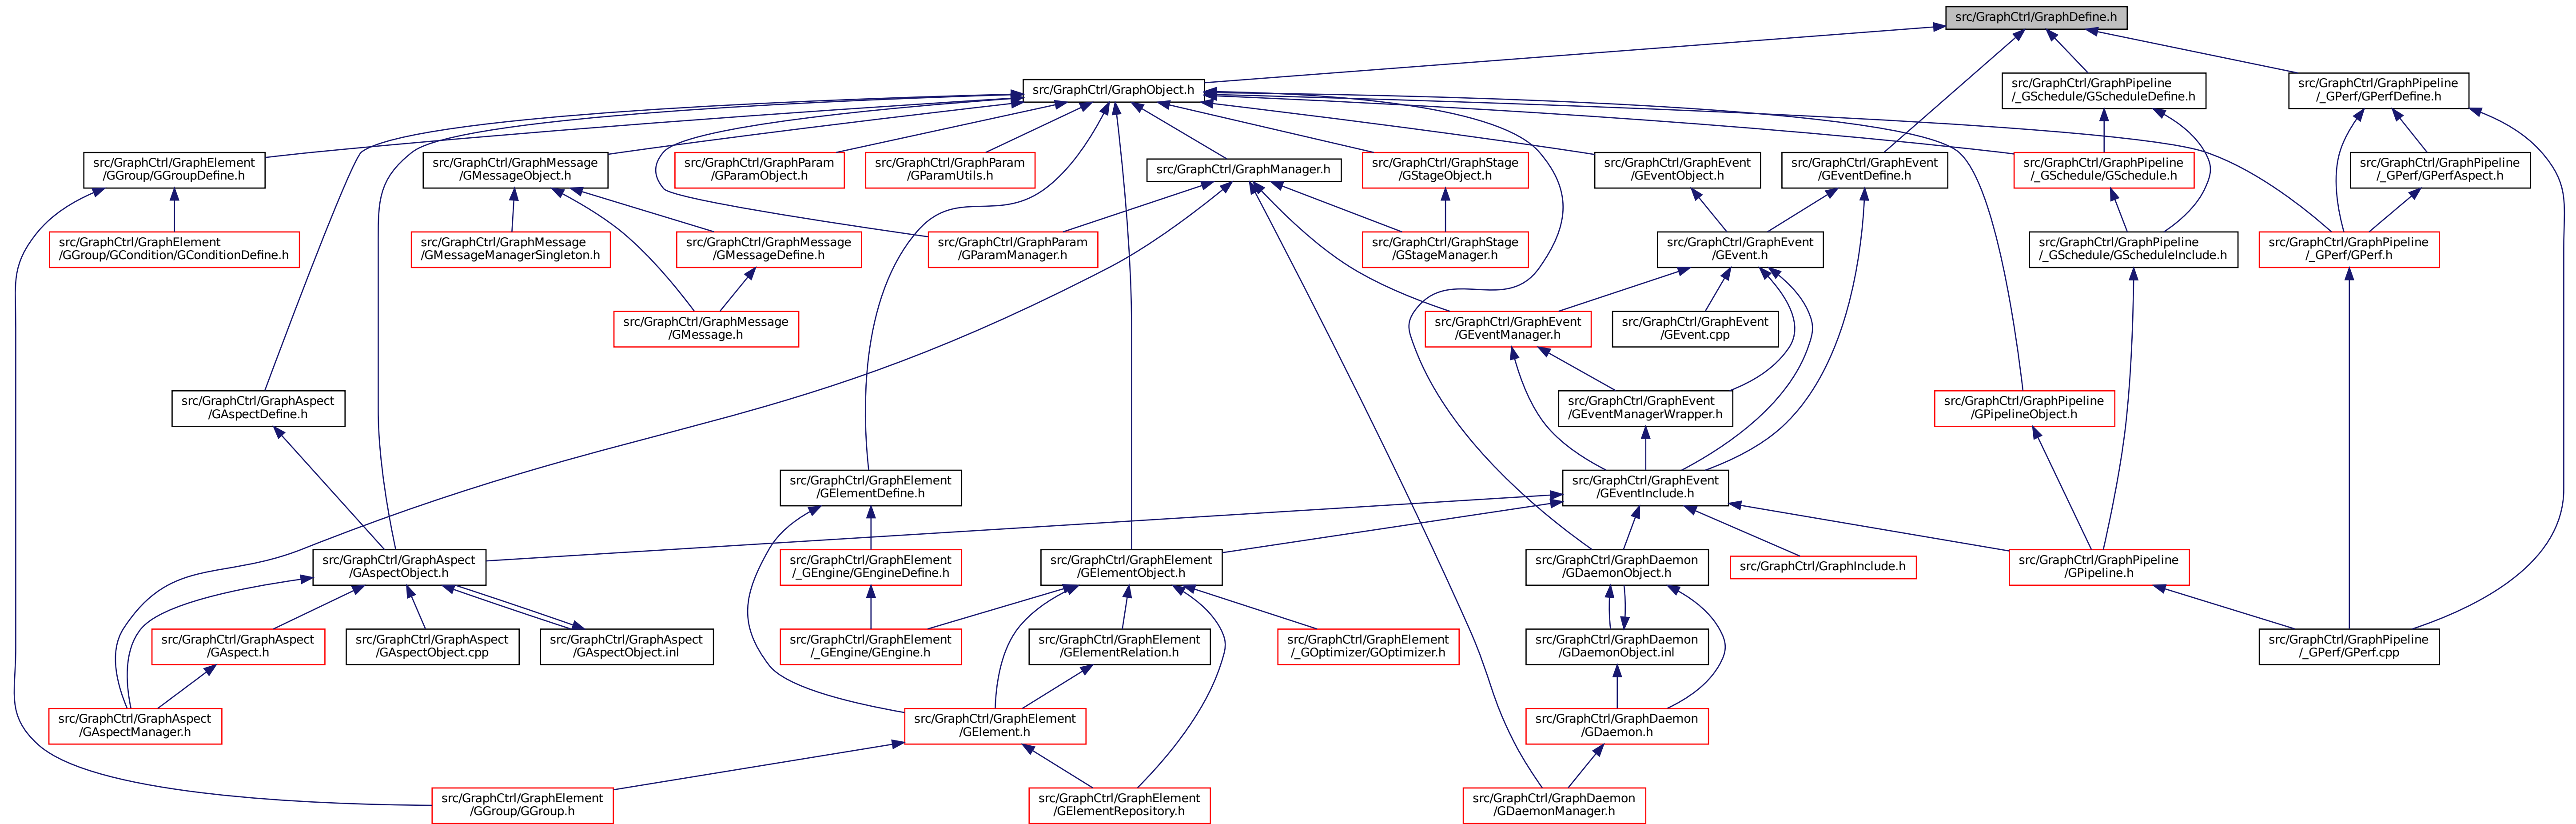 src/GraphCtrl/GraphDefine.h
src/GraphCtrl/GraphObject.h
src/GraphCtrl/GraphPipeline
/_GSchedule/GScheduleDefine.h
src/GraphCtrl/GraphPipeline
/_GPerf/GPerfDefine.h
src/GraphCtrl/GraphElement
/GGroup/GGroupDefine.h
src/GraphCtrl/GraphMessage
/GMessageObject.h
src/GraphCtrl/GraphParam
/GParamObject.h
src/GraphCtrl/GraphParam
/GParamUtils.h
src/GraphCtrl/GraphManager.h
src/GraphCtrl/GraphStage
/GStageObject.h
src/GraphCtrl/GraphEvent
/GEventObject.h
src/GraphCtrl/GraphEvent
/GEventDefine.h
src/GraphCtrl/GraphPipeline
/_GSchedule/GSchedule.h
src/GraphCtrl/GraphPipeline
/_GPerf/GPerfAspect.h
src/GraphCtrl/GraphElement
/GGroup/GCondition/GConditionDefine.h
src/GraphCtrl/GraphMessage
/GMessageManagerSingleton.h
src/GraphCtrl/GraphMessage
/GMessageDefine.h
src/GraphCtrl/GraphParam
/GParamManager.h
src/GraphCtrl/GraphStage
/GStageManager.h
src/GraphCtrl/GraphEvent
/GEvent.h
src/GraphCtrl/GraphPipeline
/_GSchedule/GScheduleInclude.h
src/GraphCtrl/GraphPipeline
/_GPerf/GPerf.h
src/GraphCtrl/GraphMessage
/GMessage.h
src/GraphCtrl/GraphEvent
/GEventManager.h
src/GraphCtrl/GraphEvent
/GEvent.cpp
src/GraphCtrl/GraphAspect
/GAspectDefine.h
src/GraphCtrl/GraphEvent
/GEventManagerWrapper.h
src/GraphCtrl/GraphPipeline
/GPipelineObject.h
src/GraphCtrl/GraphElement
/GElementDefine.h
src/GraphCtrl/GraphEvent
/GEventInclude.h
src/GraphCtrl/GraphAspect
/GAspectObject.h
src/GraphCtrl/GraphElement
/_GEngine/GEngineDefine.h
src/GraphCtrl/GraphElement
/GElementObject.h
src/GraphCtrl/GraphDaemon
/GDaemonObject.h
src/GraphCtrl/GraphInclude.h
src/GraphCtrl/GraphPipeline
/GPipeline.h
src/GraphCtrl/GraphAspect
/GAspect.h
src/GraphCtrl/GraphAspect
/GAspectObject.cpp
src/GraphCtrl/GraphAspect
/GAspectObject.inl
src/GraphCtrl/GraphElement
/_GEngine/GEngine.h
src/GraphCtrl/GraphElement
/GElementRelation.h
src/GraphCtrl/GraphElement
/_GOptimizer/GOptimizer.h
src/GraphCtrl/GraphDaemon
/GDaemonObject.inl
src/GraphCtrl/GraphPipeline
/_GPerf/GPerf.cpp
src/GraphCtrl/GraphAspect
/GAspectManager.h
src/GraphCtrl/GraphElement
/GElement.h
src/GraphCtrl/GraphDaemon
/GDaemon.h
src/GraphCtrl/GraphElement
/GGroup/GGroup.h
src/GraphCtrl/GraphElement
/GElementRepository.h
src/GraphCtrl/GraphDaemon
/GDaemonManager.h